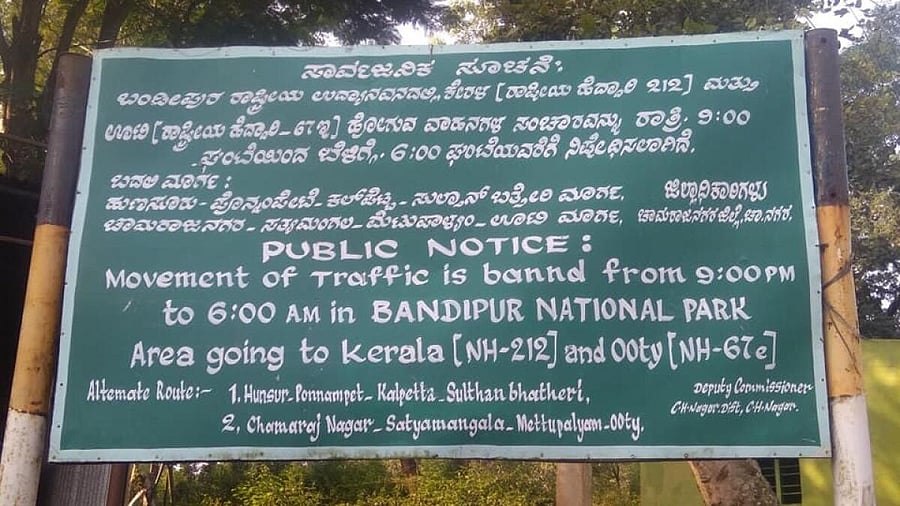 ಸಾರ್ವಜನಿಕ ಸೂಚನೆ:
ಬಂಡೀಪುರ ರಾಷ್ಟ್ರೀಯ ಉದ್ಯಾನವನದಲ್ಲಿ, ಕೇರಳ [ರಾಷ್ಟ್ರೀಯ ಹೆದ್ದಾರಿ 212] ಮತ್ತು
ಊಟಿ [ರಾಷ್ಟ್ರೀಯ ಹೆದ್ದಾರಿ-67ಇ] ಹೋಗುವ ವಾಹನಗಳ ಸಂಚಾರವನ್ನು ರಾತ್ರಿ. 9:00
ಘಂಟೆಯಿಂದ ಬೆಳಿಗ್ಗೆ. 6:00 ಘಂಟೆಯವರೆಗೆ ನಿಷೇಧಿಸಲಾಗಿದೆ.
ಬದಲಿ ಮಾರ್ಗ:
ಹುಣಸೂರು- ಪೊನ್ನಂಪೇಟೆ- ಕಲ್‌ಪೆಟ್ಟ- ಸುಲ್ತಾನ್ ಬತ್ತೇರಿ ಮಾರ್ಗ. ಜಿಲ್ಲಾಧಿಕಾರಿಗಳು
ಚಾಮರಾಜನಗರ- ಸತ್ಯಮಂಗಲ- ಮೆಟುಪಾಳ್ಯಂ- ಊಟಿ ಮಾರ್ಗ. ಚಾಮರಾಜನಗರ ಜಿಲ್ಲೆ, ಚಾ.ನಗರ.
PUBLIC NOTICE:
Movement of Traffic is bannd from 9:00 PM
to 6:00 AM in BANDIPUR NATIONAL PARK
Area going to Kerala [NH-212] and Ooty [NH-67e]
Altemate Route:- 1. Hunsur- Ponnampet- Kalpetta- Sulthan bhatheri, Deputy Commissioner
2, Chamaraj Nagar- Satyamangala- Mettupalyam- Ooty. C.H.Nagar. Dist, C.H.Nagar.